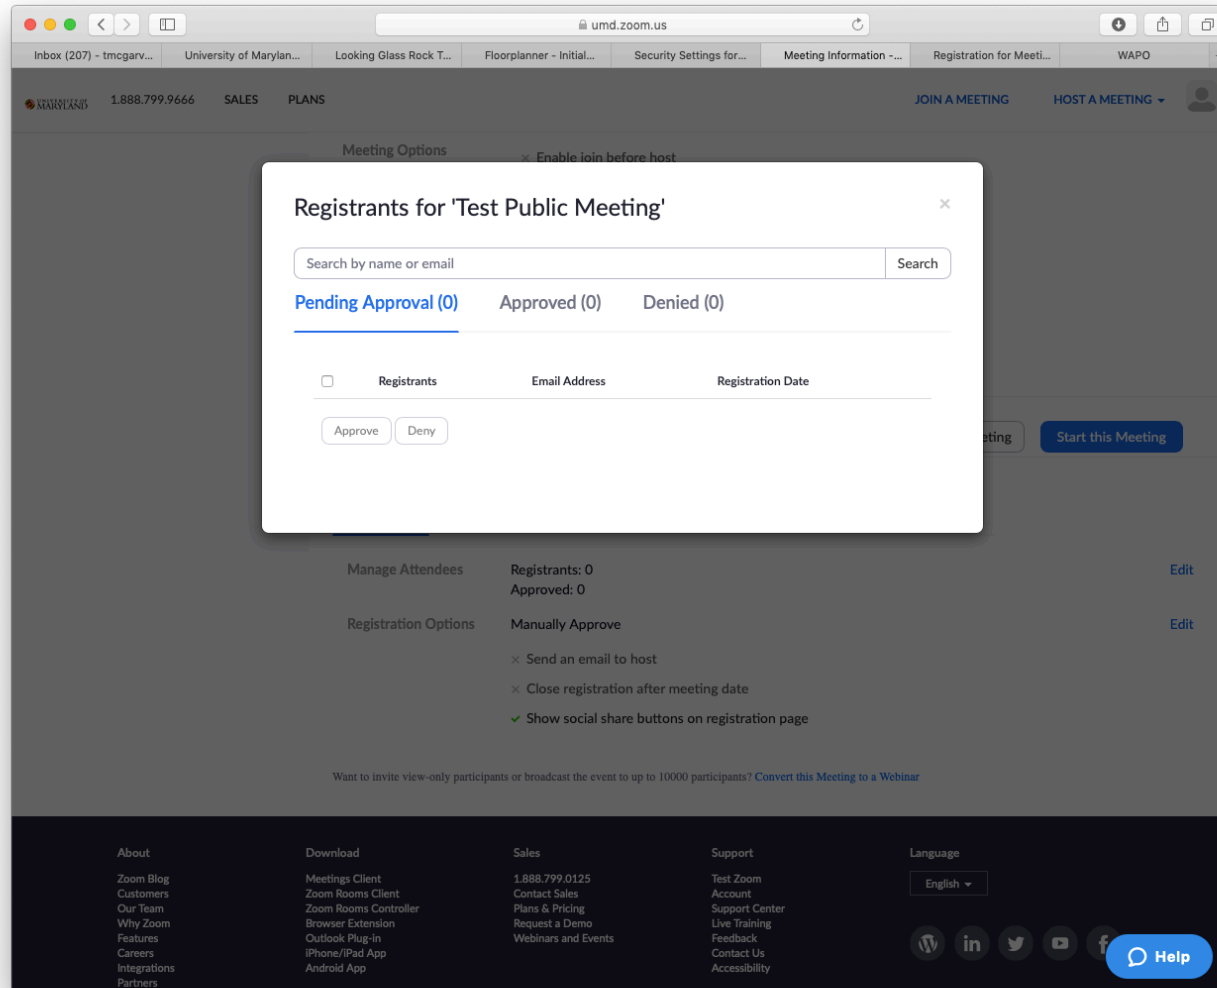 umd.zoom.us
Inbox (207) - tmcgarv...
University of Marylan...
Looking Glass Rock T...
Floorplanner - Initial...
Security Settings for...
Meeting Information -...
Registration for Meeti...
WAPO
UNIVERSITY OF
MARYLAND
1.888.799.9666
SALES
PLANS
JOIN A MEETING
HOST A MEETING
Meeting Options
Enable join before host
Registrants for 'Test Public Meeting'
Search by name or email
Search
Pending Approval (0)
Approved (0)
Denied (0)
Registrants
Email Address
Registration Date
Approve
Deny
eting
Start this Meeting
Manage Attendees
Registrants: 0
Approved: 0
Edit
Registration Options
Manually Approve
Edit
Send an email to host
Close registration after meeting date
Show social share buttons on registration page
Want to invite view-only participants or broadcast the event to up to 10000 participants? Convert this Meeting to a Webinar
About
Zoom Blog
Customers
Our Team
Why Zoom
Features
Careers
Integrations
Partners
Download
Meetings Client
Zoom Rooms Client
Zoom Rooms Controller
Browser Extension
Outlook Plug-in
iPhone/iPad App
Android App
Sales
1.888.799.0125
Contact Sales
Plans & Pricing
Request a Demo
Webinars and Events
Support
Test Zoom
Account
Support Center
Live Training
Feedback
Contact Us
Accessibility
Language
English
Help